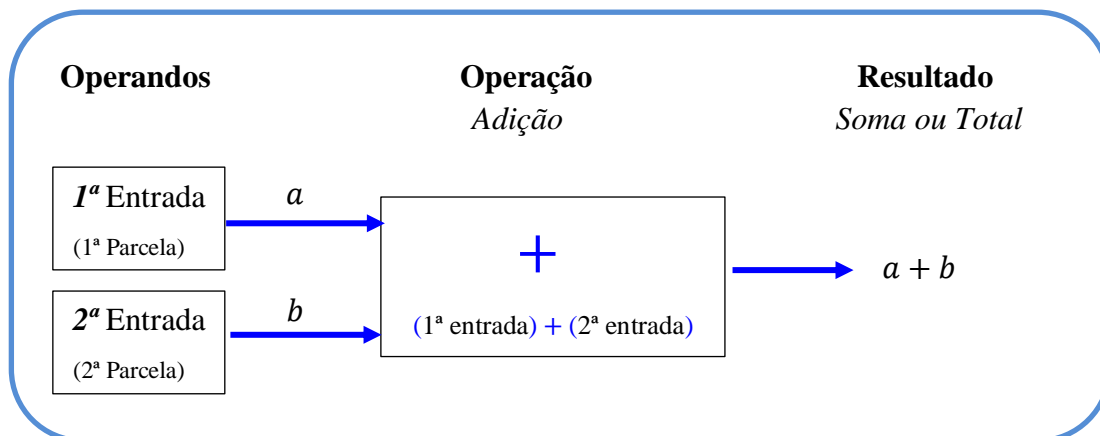 Operandos
Operação
Adição
Resultado
Soma ou Total
1ª Entrada
(1ª Parcela)
a
2ª Entrada
(2ª Parcela)
b
+
(1ª entrada) + (2ª entrada)
a + b